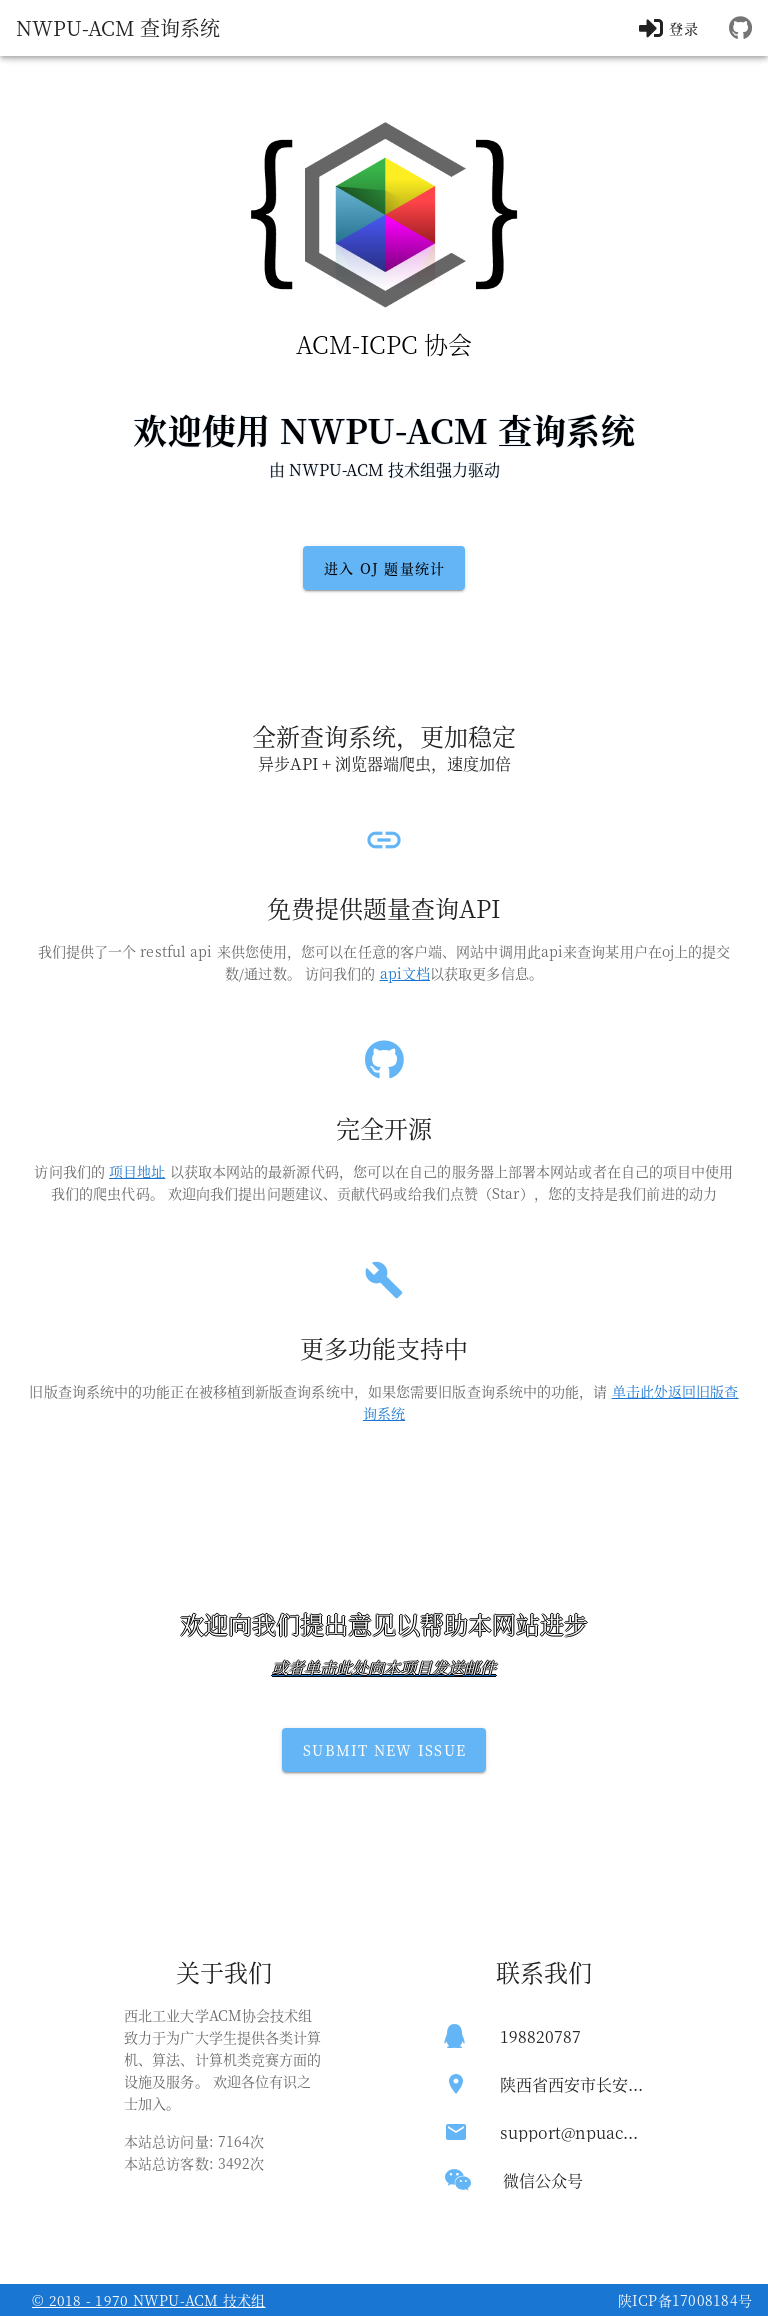 NWPU-ACM 查询系统
登录
{ }
ACM-ICPC 协会
欢迎使用 NWPU-ACM 查询系统
由 NWPU-ACM 技术组强力驱动
进入 OJ 题量统计
全新查询系统，更加稳定
异步API + 浏览器端爬虫，速度加倍
免费提供题量查询API
我们提供了一个 restful api 来供您使用，您可以在任意的客户端、网站中调用此api来查询某用户在oj上的提交
数/通过数。 访问我们的 api文档以获取更多信息。
完全开源
访问我们的 项目地址 以获取本网站的最新源代码，您可以在自己的服务器上部署本网站或者在自己的项目中使用
我们的爬虫代码。 欢迎向我们提出问题建议、贡献代码或给我们点赞（Star），您的支持是我们前进的动力
更多功能支持中
旧版查询系统中的功能正在被移植到新版查询系统中，如果您需要旧版查询系统中的功能，请 单击此处返回旧版查
询系统
欢迎向我们提出意见以帮助本网站进步
或者单击此处向本项目发送邮件
SUBMIT NEW ISSUE
关于我们
西北工业大学ACM协会技术组
致力于为广大学生提供各类计算
机、算法、计算机类竞赛方面的
设施及服务。 欢迎各位有识之
士加入。
本站总访问量: 7164次
本站总访客数: 3492次
联系我们
198820787
陕西省西安市长安...
support@npuac...
微信公众号
© 2018 - 1970 NWPU-ACM 技术组
陕ICP备17008184号